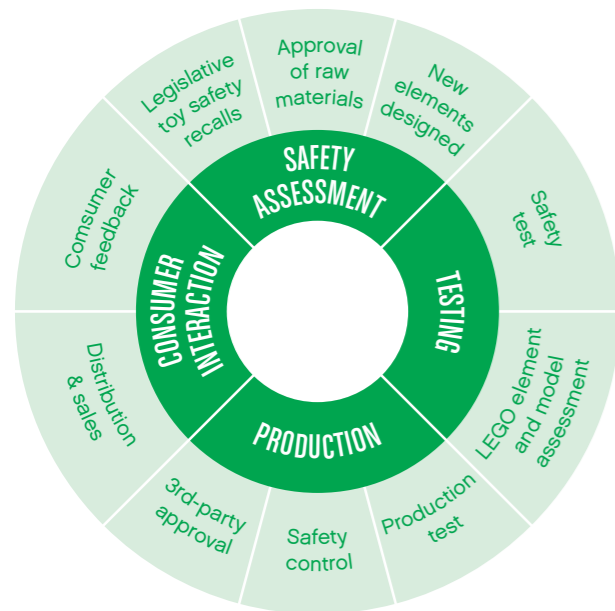 SAFETY
ASSESSMENT
Legislative
toy safety
recalls
Approval
of raw
materials
New
elements
designed
TESTING
Safety
test
LEGO element
and model
assessment
PRODUCTION
Production
test
Safety
control
3rd-party
approval
CONSUMER
INTERACTION
Distribution
& sales
Comsumer
feedback